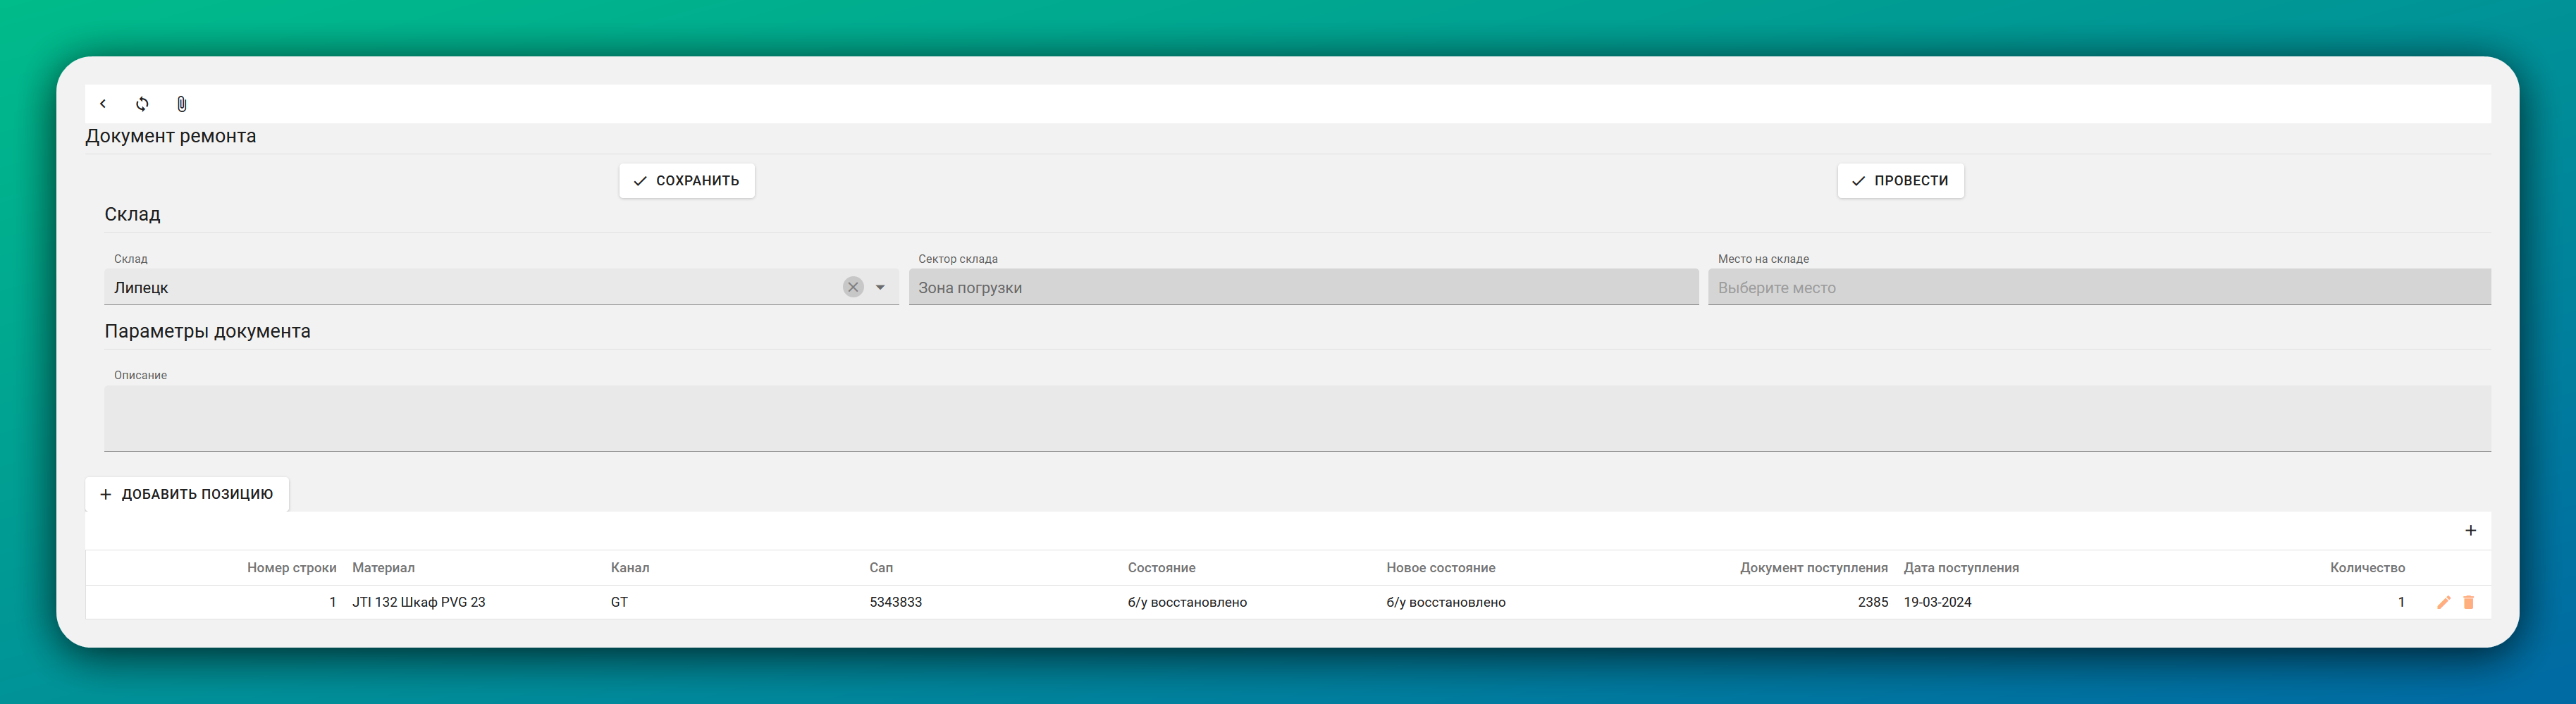 Документ ремонта
СОХРАНИТЬ ПРОВЕСТИ
Склад
Склад Сектор склада Место на складе
Липецк Зона погрузки Выберите место
Параметры документа
Описание
+ ДОБАВИТЬ ПОЗИЦИЮ
Номер строки Материал Канал Сап Состояние Новое состояние Документ поступления Дата поступления Количество
1 JTI 132 Шкаф PVG 23 GT 5343833 б/у восстановлено б/у восстановлено 2385 19-03-2024 1